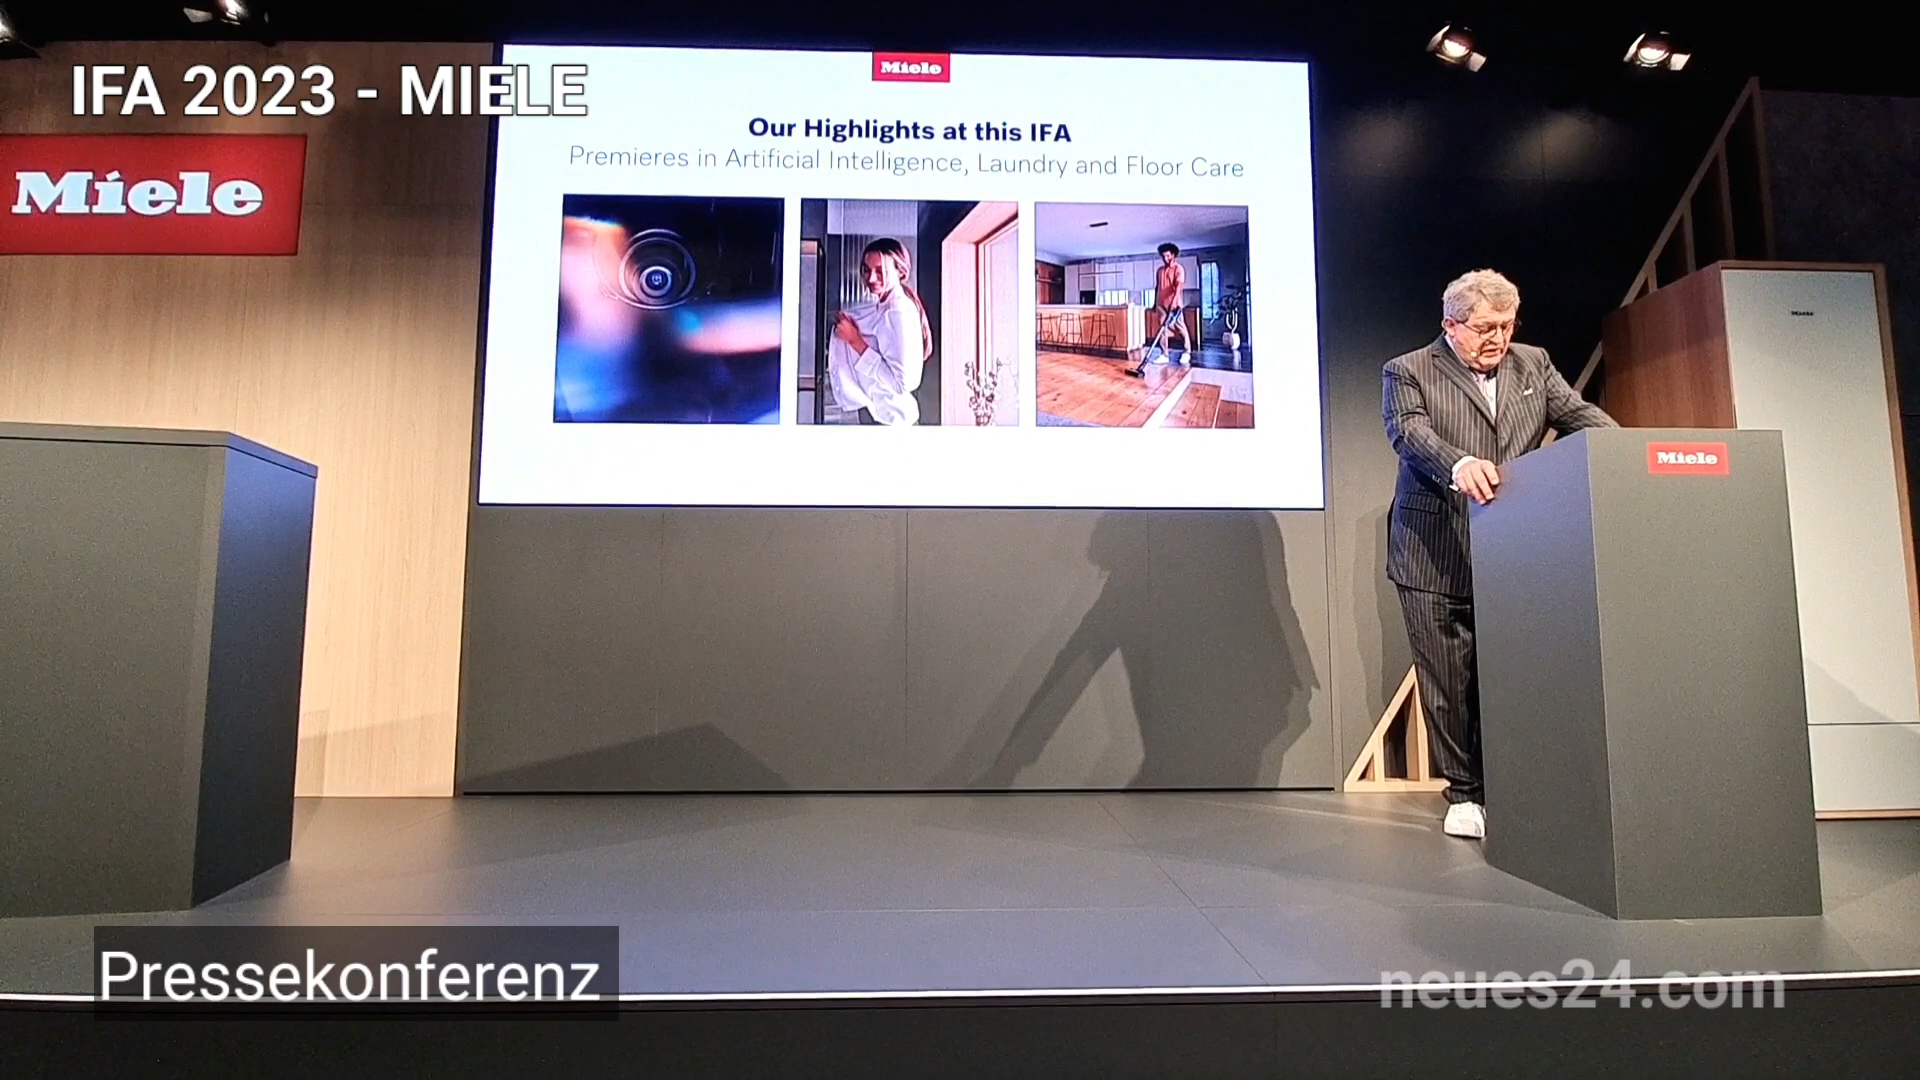 IFA 2023 - MIELE
Miele
Miele
Our Highlights at this IFA
Premieres in Artificial Intelligence, Laundry and Floor Care
Miele
Miele
Pressekonferenz
neues24.com